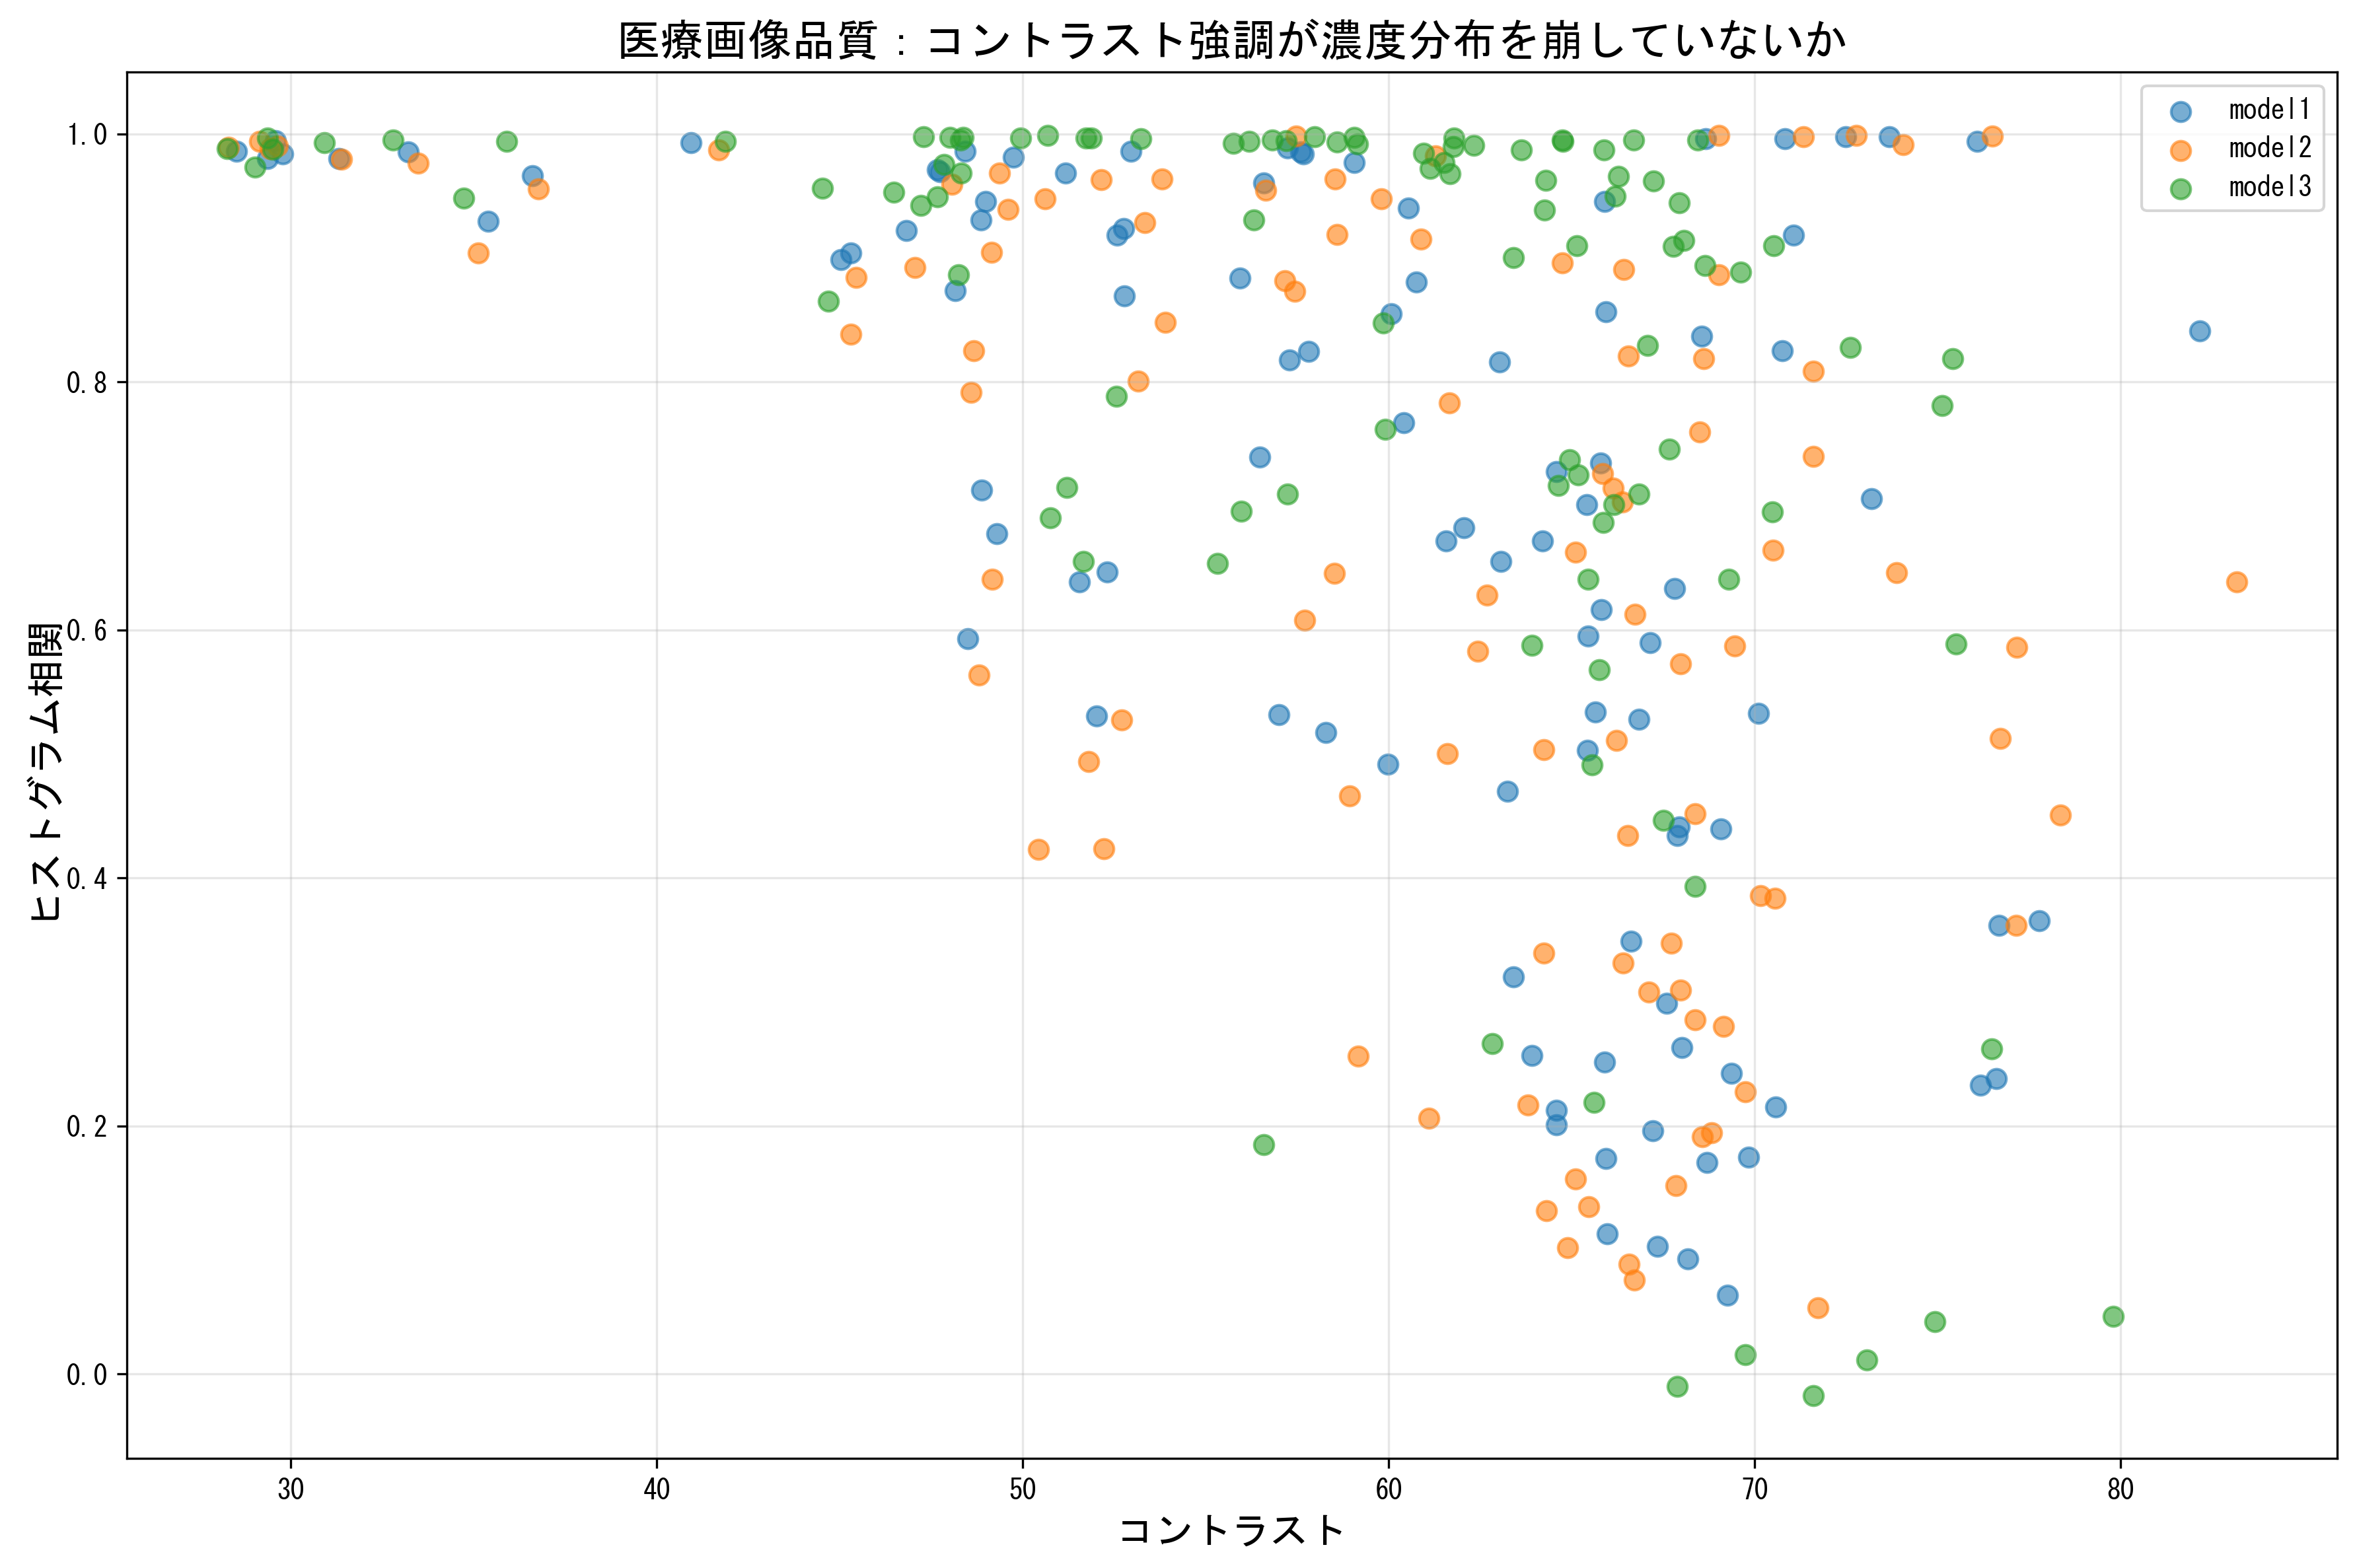 医療画像品質：コントラスト強調が濃度分布を崩していないか
model1
model2
model3
ヒストグラム相関
1.0
0.8
0.6
0.4
0.2
0.0
30 40 50 60 70 80
コントラスト